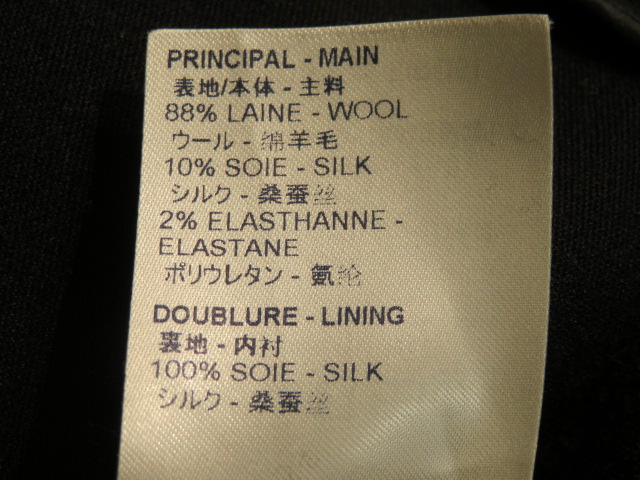 PRINCIPAL - MAIN
表地/本体 - 主料
88% LAINE - WOOL
ウール - 绵羊毛
10% SOIE - SILK
シルク - 桑蚕丝
2% ELASTHANNE -
ELASTANE
ポリウレタン - 氨纶
DOUBLURE - LINING
裏地 - 内衬
100% SOIE - SILK
シルク - 桑蚕丝